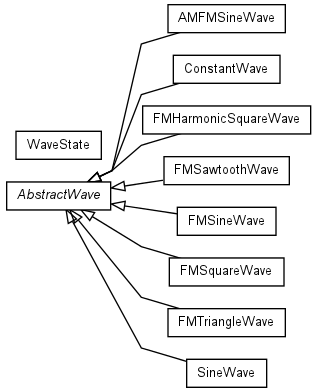 AMFMSineWave
ConstantWave
FMHarmonicSquareWave
WaveState
FMSawtoothWave
AbstractWave
FMSineWave
FMSquareWave
FMTriangleWave
SineWave